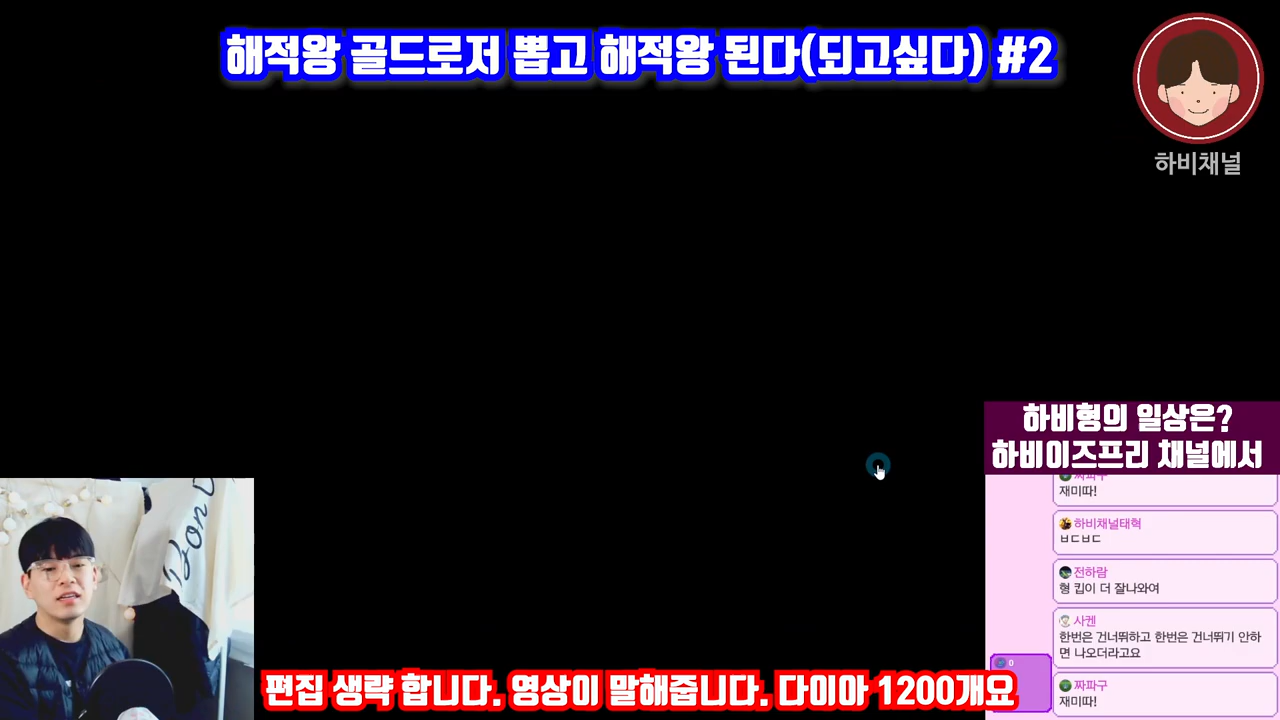 해적왕 골드로저 뽑고 해적왕 된다(되고싶다) #2
하비채널
하비형의 일상은?
하비이즈프리 채널에서
짜파구
재미따!
하비채널태혁
ㅂㄷㅂㄷ
전하람
형 킵이 더 잘나와여
사켄
한번은 건너뛰하고 한번은 건너뛰기 안하
면 나오더라고요
0
짜파구
재미따!
편집 생략 합니다. 영상이 말해줍니다. 다이아 1200개요